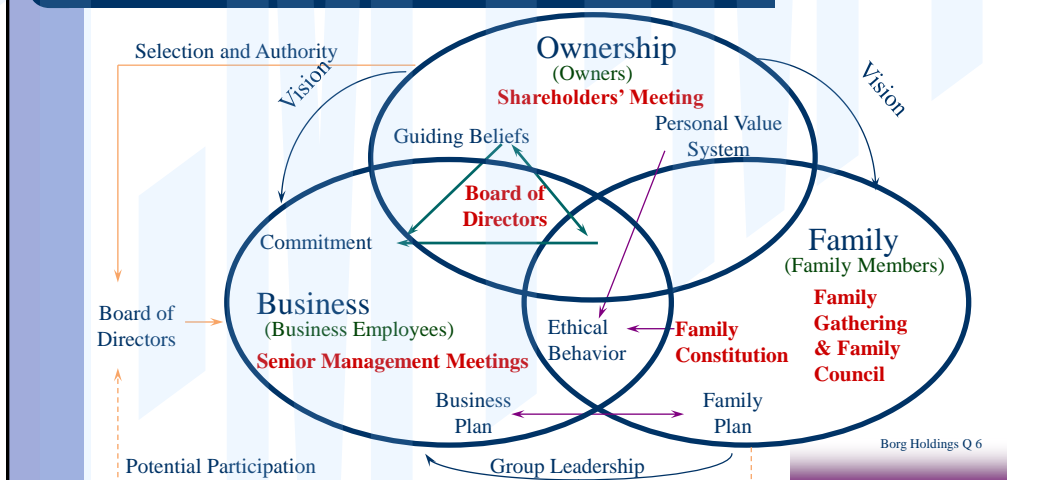 Selection and Authority
Vision
Ownership
(Owners)
Shareholders’ Meeting
Vision
Guiding Beliefs
Personal Value
System
Board of
Directors
Commitment
Family
(Family Members)
Family
Gathering
& Family
Council
Business
(Business Employees)
Senior Management Meetings
Board of
Directors
Ethical
Behavior
Family
Constitution
Business
Plan
Family
Plan
Borg Holdings Q 6
Potential Participation
Group Leadership